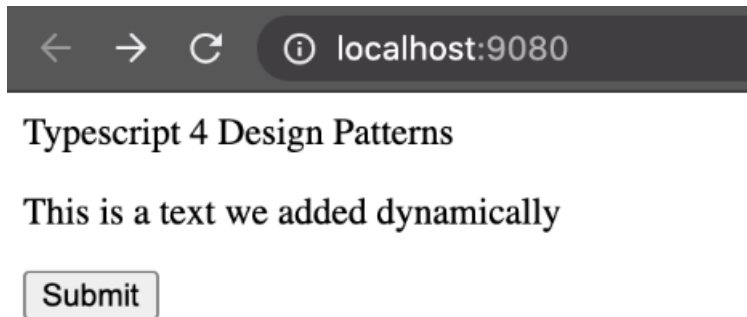 localhost:9080
Typescript 4 Design Patterns
This is a text we added dynamically
Submit